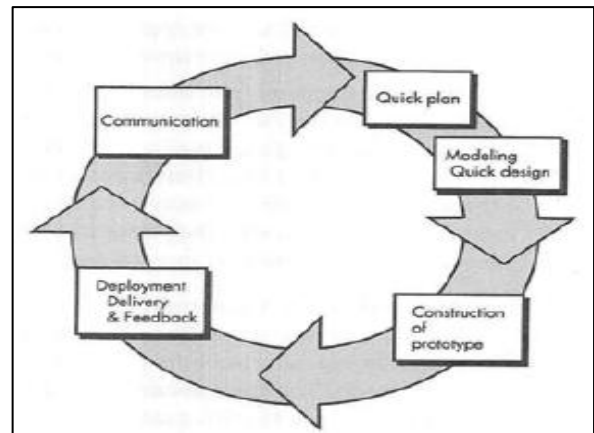 Communication
Quick plan
Modeling
Quick design
Construction
of
prototype
Deployment
Delivery
& Feedback